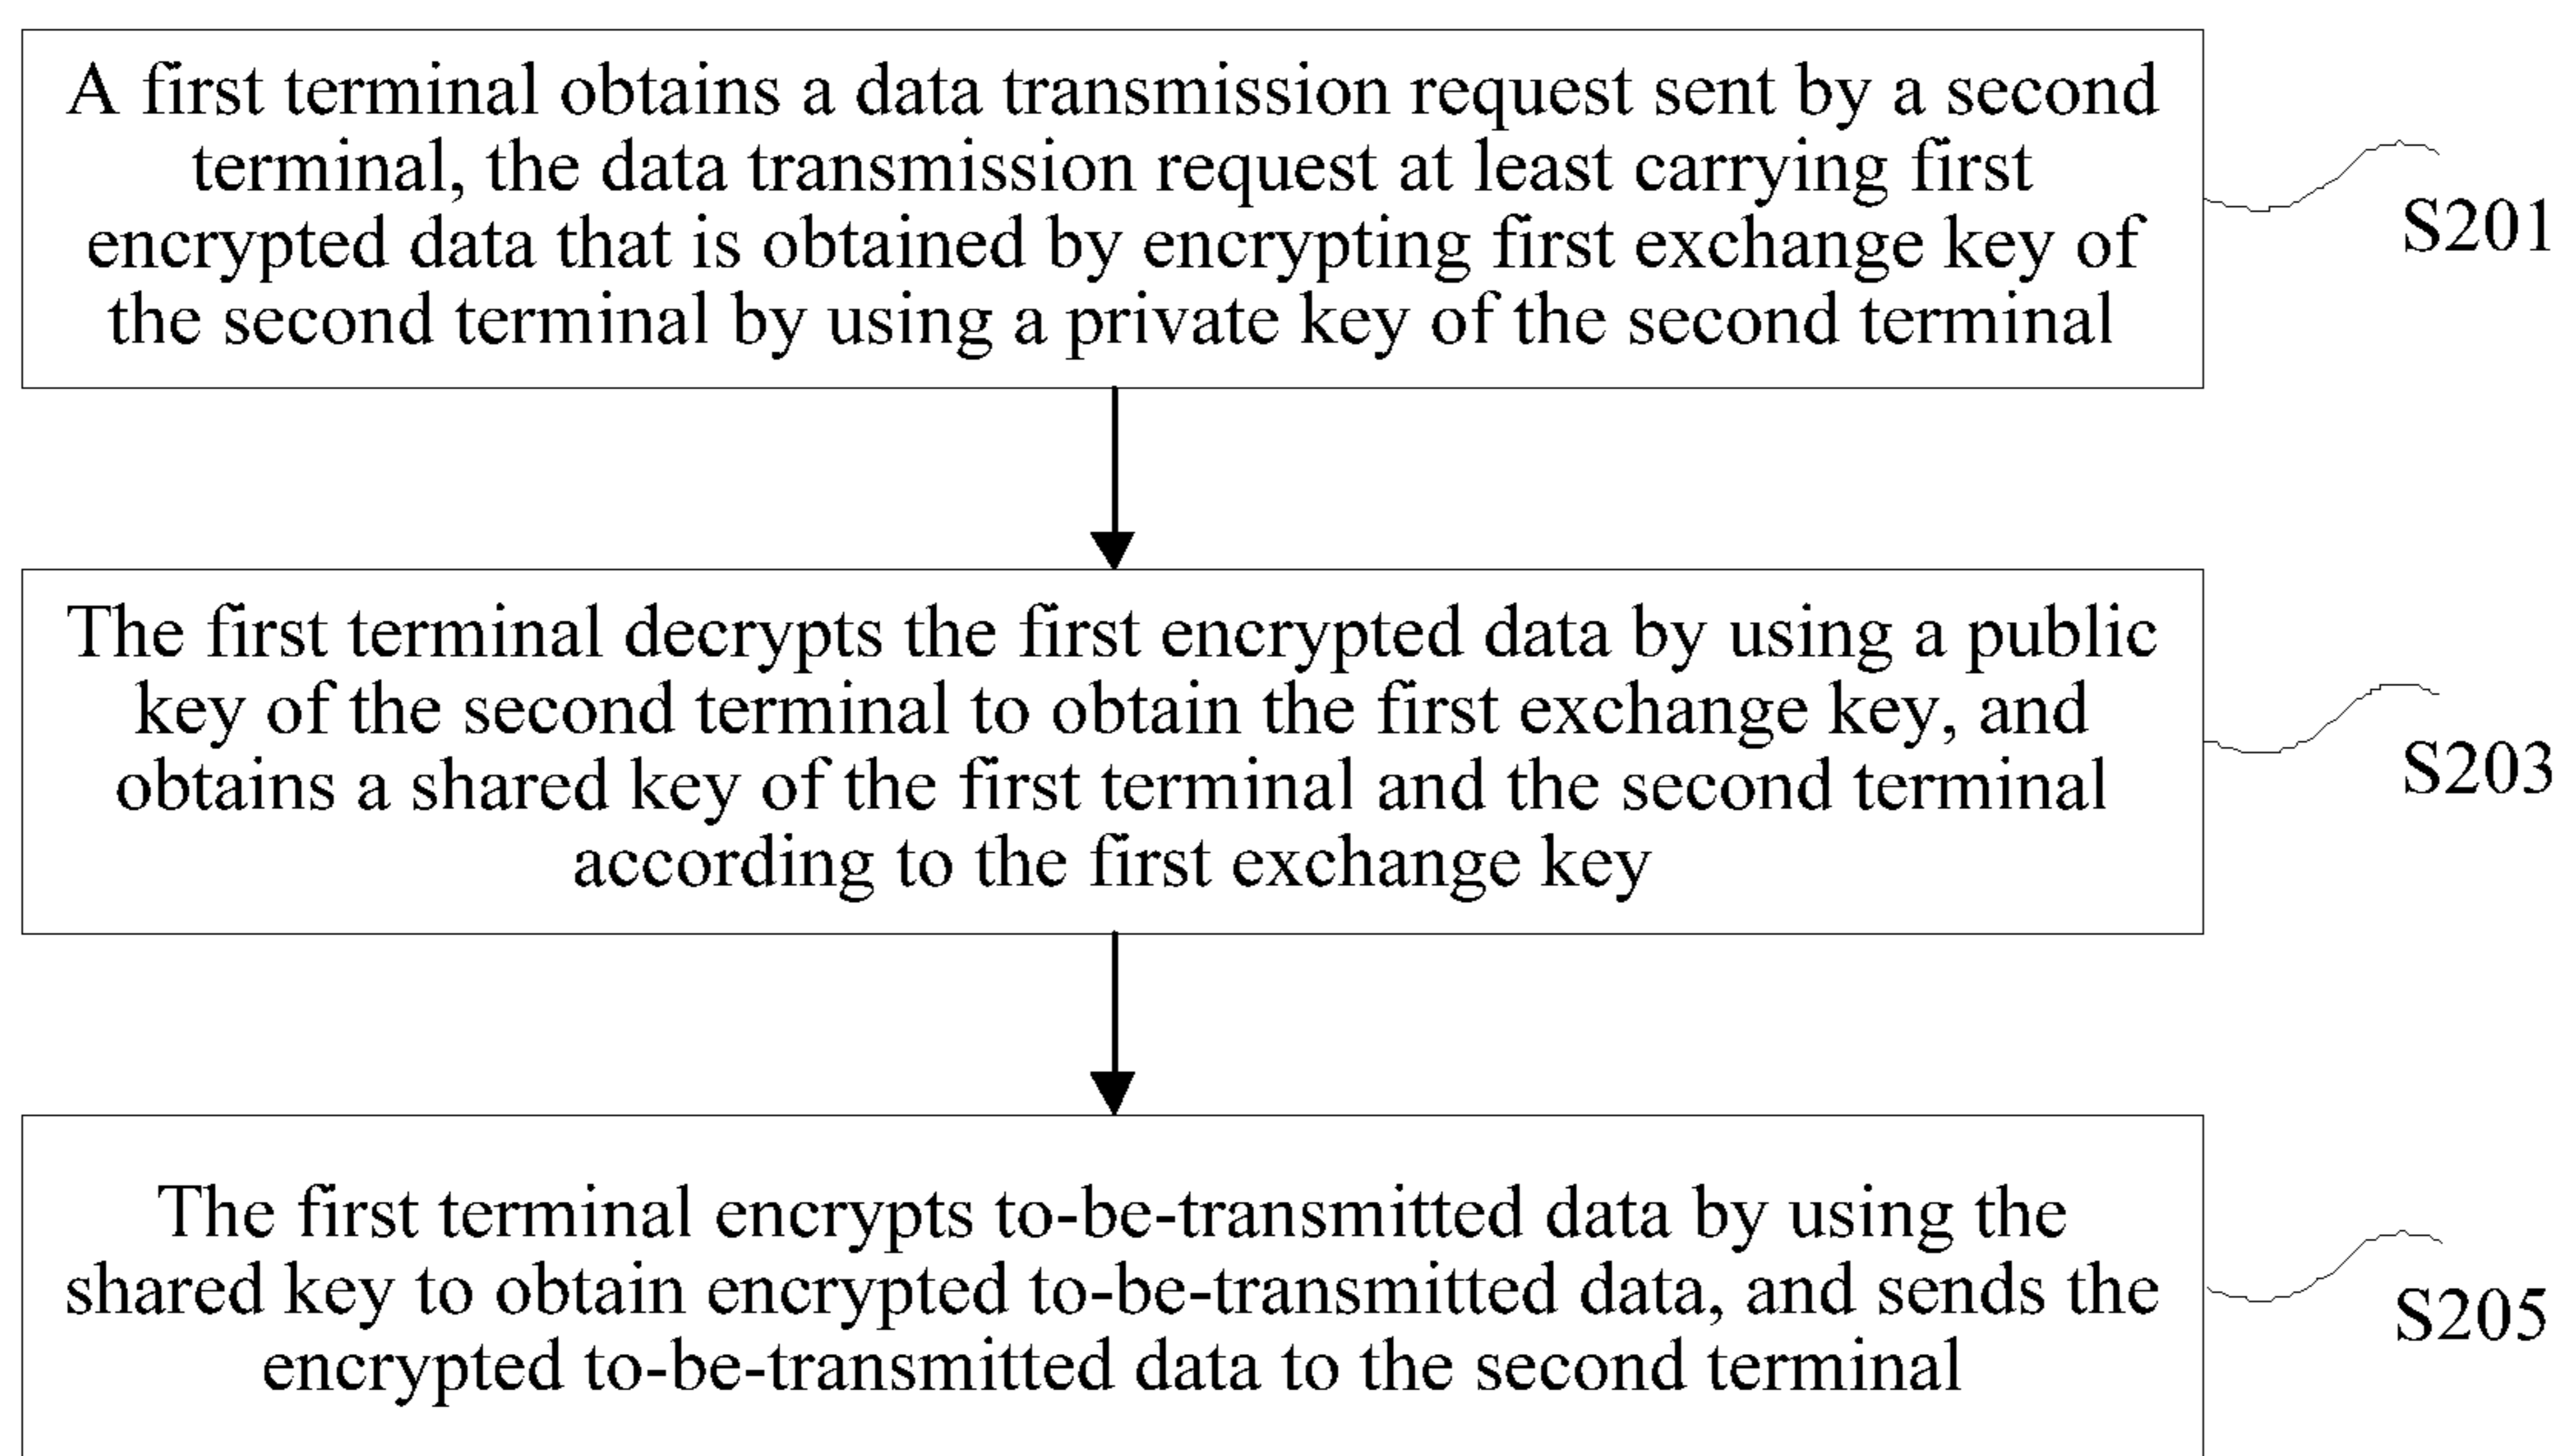 A first terminal obtains a data transmission request sent by a second
terminal, the data transmission request at least carrying first
encrypted data that is obtained by encrypting first exchange key of
the second terminal by using a private key of the second terminal
S201
The first terminal decrypts the first encrypted data by using a public
key of the second terminal to obtain the first exchange key, and
obtains a shared key of the first terminal and the second terminal
according to the first exchange key
S203
The first terminal encrypts to-be-transmitted data by using the
shared key to obtain encrypted to-be-transmitted data, and sends the
encrypted to-be-transmitted data to the second terminal
S205